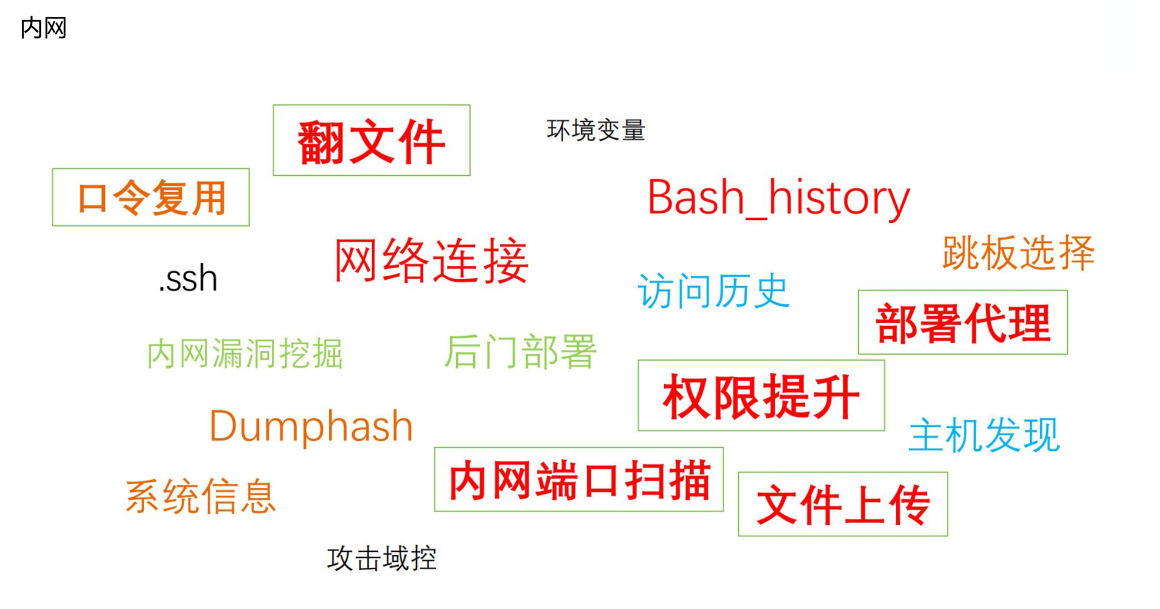 内网
翻文件
环境变量
口令复用
Bash_history
网络连接
跳板选择
.ssh
访问历史
部署代理
内网漏洞挖掘
后门部署
权限提升
Dumphash
主机发现
内网端口扫描
系统信息
文件上传
攻击域控